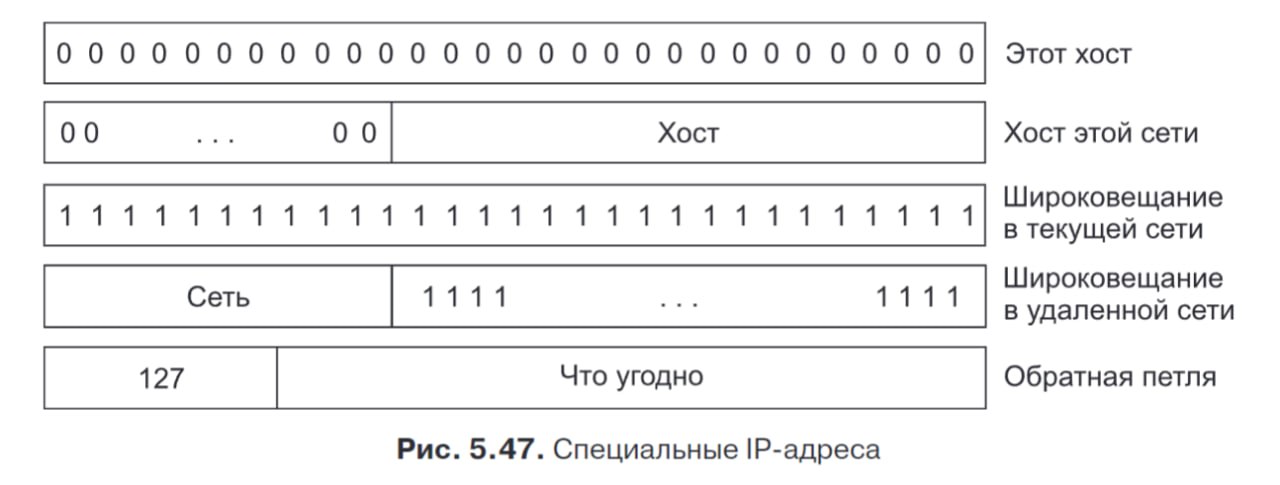 0 0 0 0 0 0 0 0 0 0 0 0 0 0 0 0 0 0 0 0 0 0 0 0 0 0 0 0 0 Этот хост
0 0 ... 0 0 Хост Хост этой сети
1 1 1 1 1 1 1 1 1 1 1 1 1 1 1 1 1 1 1 1 1 1 1 1 1 1 1 1 1 Широковещание
в текущей сети
Сеть 1 1 1 1 ... 1 1 1 1 Широковещание
в удаленной сети
127 Что угодно Обратная петля
Рис. 5.47. Специальные IP-адреса